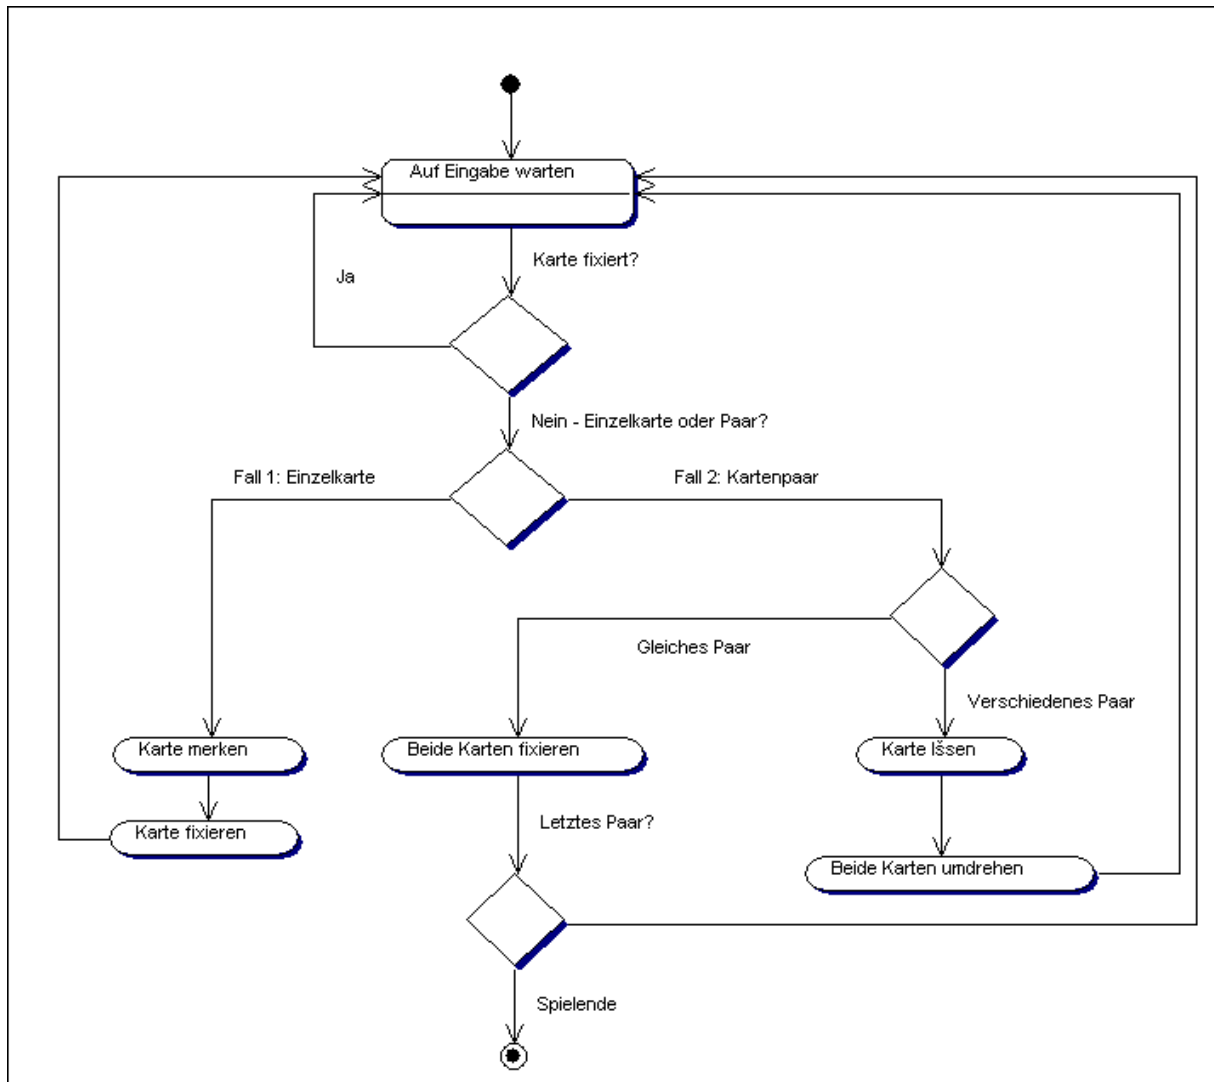 Auf Eingabe warten
Karte fixiert?
Ja
Nein - Einzelkarte oder Paar?
Fall 1: Einzelkarte
Fall 2: Kartenpaar
Gleiches Paar
Verschiedenes Paar
Karte merken
Beide Karten fixieren
Karte lšsen
Letztes Paar?
Karte fixieren
Beide Karten umdrehen
Spielende